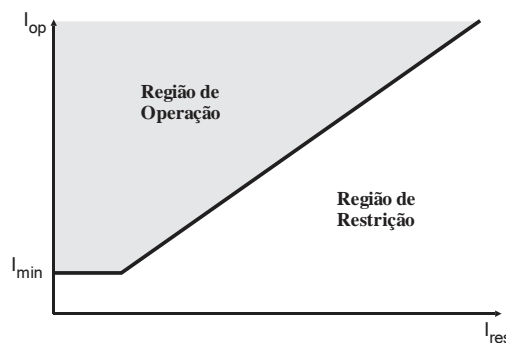 Iop
Região de
Operação
Região de
Restrição
Imin
Ires